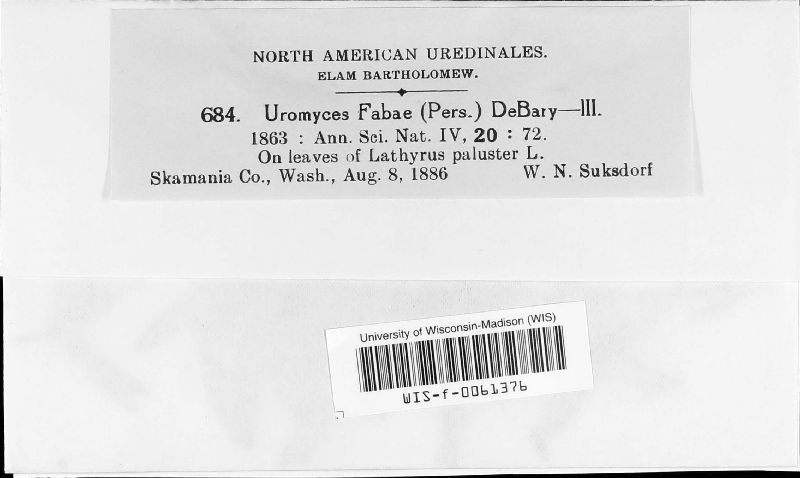 NORTH AMERICAN UREDINALES.
ELAM BARTHOLOMEW.
684. Uromyces Fabae (Pers.) DeBary—III.
1863 : Ann. Sci. Nat. IV, 20 : 72.
On leaves of Lathyrus paluster L.
Skamania Co., Wash., Aug. 8, 1886 W. N. Suksdorf
University of Wisconsin-Madison (WIS)
WIS-f-0061376